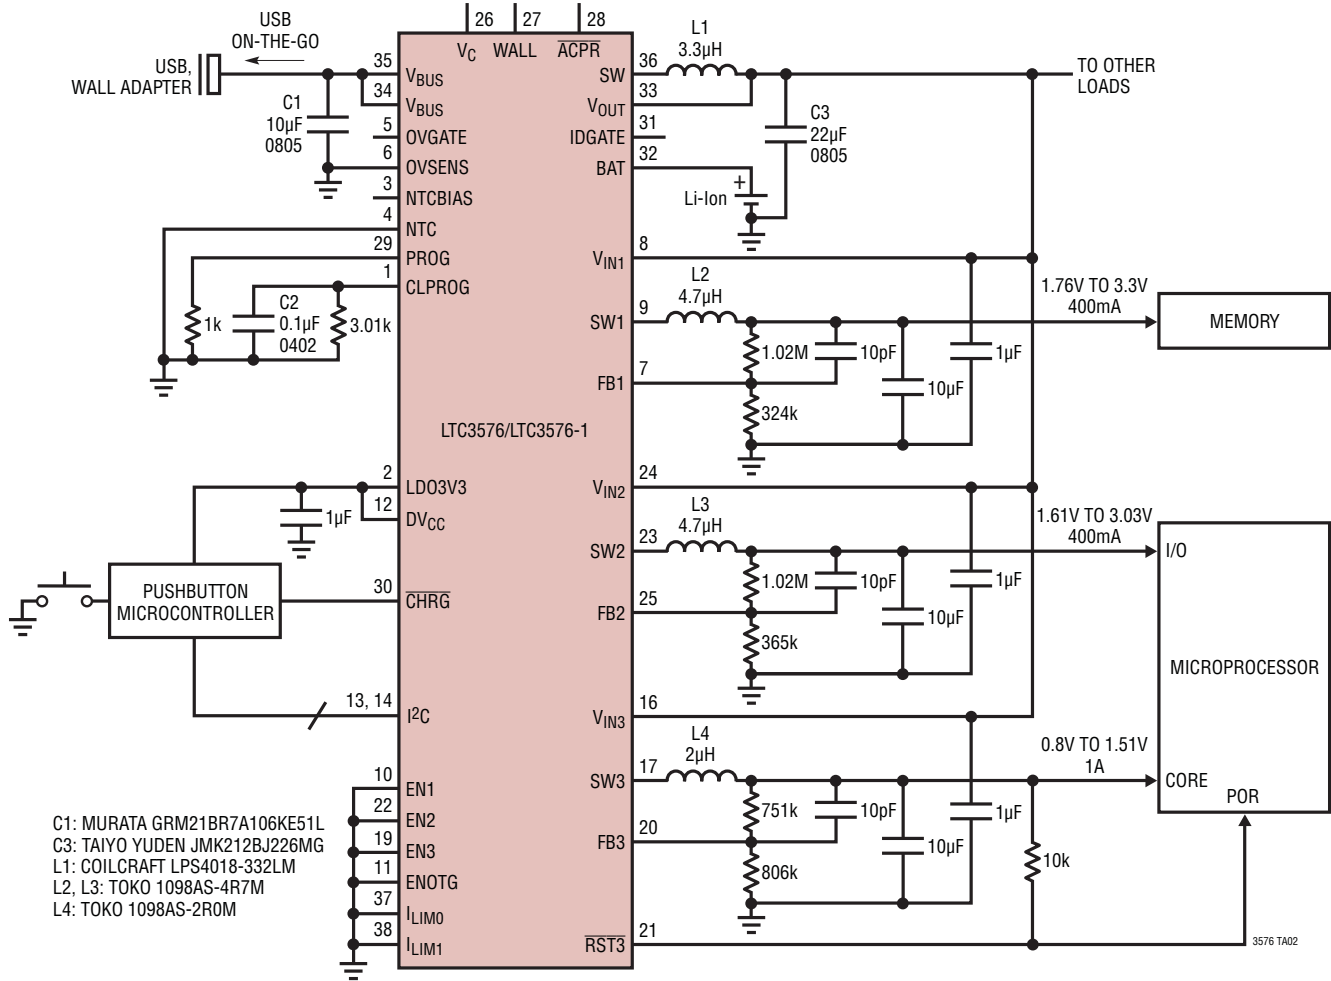 26 27 28
USB
ON-THE-GO
USB,
WALL ADAPTER
C1
10µF
0805
35 VBUS
34 VBUS
5 OVGATE
6 OVSENS
3 NTCBIAS
4 NTC
29 PROG
1 CLPROG
1k
C2
0.1µF
0402
3.01k
VC WALL ACPR
LTC3576/LTC3576-1
2 LDO3V3
12 DVCC
1µF
PUSHBUTTON
MICROCONTROLLER
30 CHRG
13, 14 I2C
10 EN1
22 EN2
19 EN3
11 ENOTG
37 ILIM0
38 ILIM1
C1: MURATA GRM21BR7A106KE51L
C3: TAIYO YUDEN JMK212BJ226MG
L1: COILCRAFT LPS4018-332LM
L2, L3: TOKO 1098AS-4R7M
L4: TOKO 1098AS-2R0M
L1
3.3µH
SW 36
VOUT 33
IDGATE 31
BAT 32
Li-Ion
+
C3
22µF
0805
TO OTHER
LOADS
VIN1 8
L2
4.7µH
SW1 9
1.02M 10pF 1µF
FB1 7
10µF
324k
1.76V TO 3.3V
400mA
MEMORY
VIN2 24
L3
4.7µH
SW2 23
1.02M 10pF 1µF
FB2 25
10µF
365k
1.61V TO 3.03V
400mA
I/O
MICROPROCESSOR
VIN3 16
L4
2µH
SW3 17
751k 10pF 1µF
FB3 20
10µF
806k
0.8V TO 1.51V
1A
CORE
POR
10k
RST3 21
3576 TA02